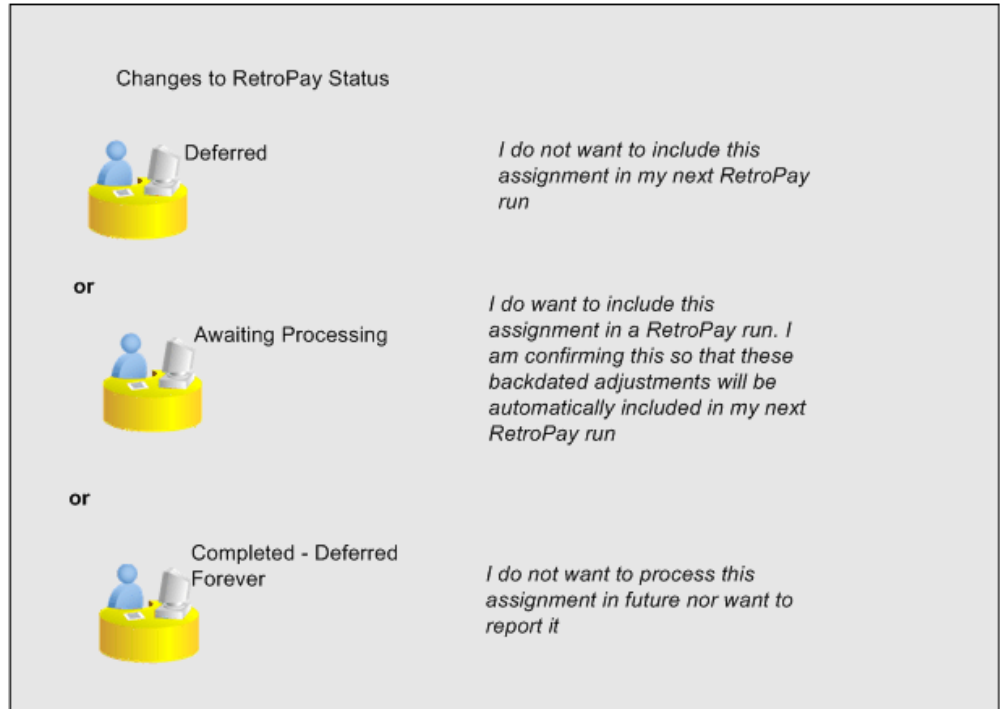 Changes to RetroPay Status
Deferred
I do not want to include this
assignment in my next RetroPay
run
or
Awaiting Processing
I do want to include this
assignment in a RetroPay run. I
am confirming this so that these
backdated adjustments will be
automatically included in my next
RetroPay run
or
Completed - Deferred
Forever
I do not want to process this
assignment in future nor want to
report it